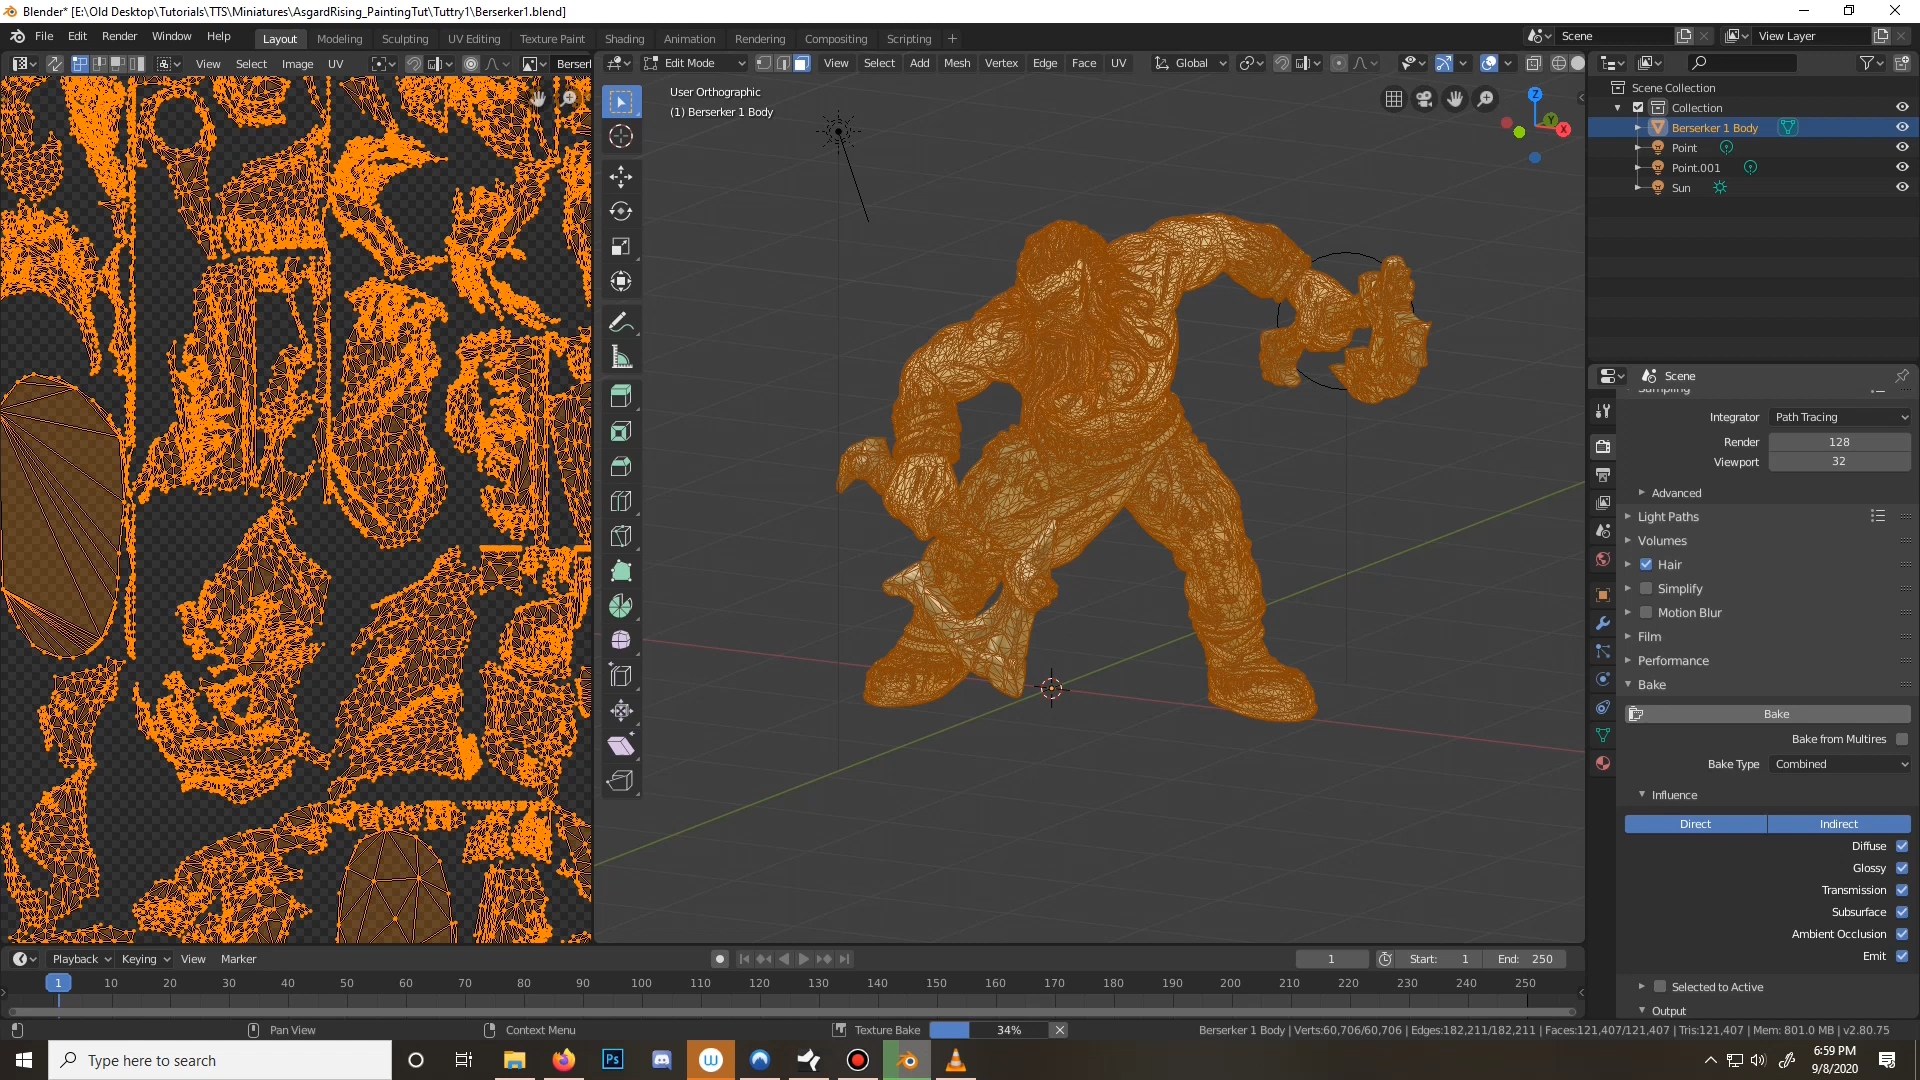 Blender* [E:\Old Desktop\Tutorials\TTS\Miniatures\AsgardRising_PaintingTut\Tuttry1\Berserker1.blend]
File Edit Render Window Help Layout Modeling Sculpting UV Editing Texture Paint Shading Animation Rendering Compositing Scripting + Scene View Layer
View Select Image UV Berserl
Edit Mode View Select Add Mesh Vertex Edge Face UV Global
User Orthographic
(1) Berserker 1 Body
Z
Y
X
Scene Collection
Collection
Berserker 1 Body
Point
Point.001
Sun
Scene
Sampling
Integrator Path Tracing
Render 128
Viewport 32
Advanced
Light Paths
Volumes
Hair
Simplify
Motion Blur
Film
Performance
Bake
Bake
Bake from Multires
Bake Type Combined
Influence
Direct Indirect
Diffuse
Glossy
Transmission
Subsurface
Ambient Occlusion
Emit
Selected to Active
Output
Playback Keying View Marker 1 Start: 1 End: 250
1 10 20 30 40 50 60 70 80 90 100 110 120 130 140 150 160 170 180 190 200 210 220 230 240 250
Pan View Context Menu Texture Bake 34% Berserker 1 Body | Verts:60,706/60,706 | Edges:182,211/182,211 | Faces:121,407/121,407 | Tris:121,407 | Mem: 801.0 MB | v2.80.75
Type here to search
Ps
W
6:59 PM
9/8/2020